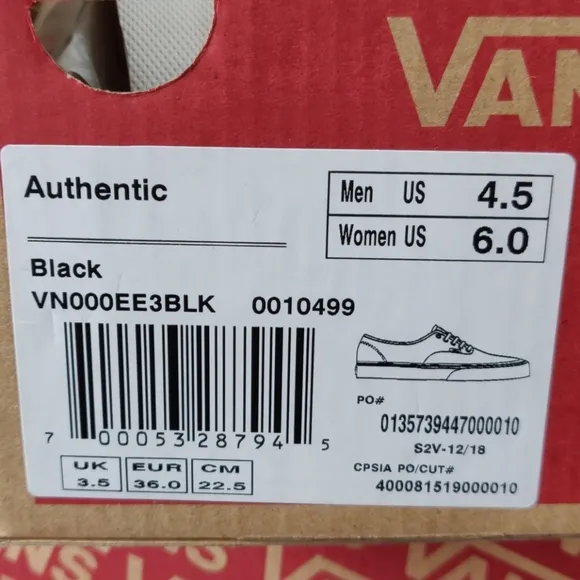 VAN
Authentic
Men US 4.5
Women US 6.0
Black
VN000EE3BLK 0010499
7 00053 28794 5
PO#
0135739447000010
S2V-12/18
CPSIA PO/CUT#
400081519000010
UK EUR CM
3.5 36.0 22.5